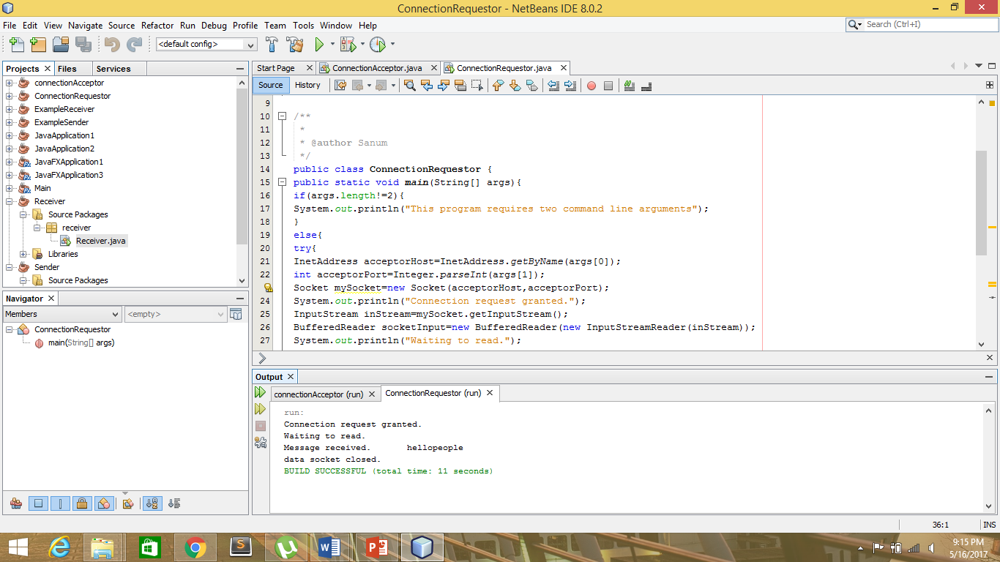 ConnectionRequestor - NetBeans IDE 8.0.2
File Edit View Navigate Source Refactor Run Debug Profile Team Tools Window Help
Search (Ctrl+I)
<default config>
Projects Files Services
connectionAcceptor
ConnectionRequestor
ExampleReceiver
ExampleSender
JavaApplication1
JavaApplication2
JavaFXApplication1
JavaFXApplication3
Main
Receiver
Source Packages
receiver
Receiver.java
Libraries
Sender
Source Packages
Navigator
Members <empty>
ConnectionRequestor
main(String[] args)
Start Page ConnectionAcceptor.java ConnectionRequestor.java
Source History
9
10 /**
11 *
12 * @author Sanum
13 */
14 public class ConnectionRequestor {
15 public static void main(String[] args){
16 if(args.length!=2){
17 System.out.println("This program requires two command line arguments");
18 }
19 else{
20 try{
21 InetAddress acceptorHost=InetAddress.getByName(args[0]);
22 int acceptorPort=Integer.parseInt(args[1]);
Socket mySocket=new Socket(acceptorHost,acceptorPort);
24 System.out.println("Connection request granted.");
25 InputStream inStream=mySocket.getInputStream();
26 BufferedReader socketInput=new BufferedReader(new InputStreamReader(inStream));
27 System.out.println("Waiting to read.");
Output
connectionAcceptor (run) ConnectionRequestor (run)
run:
Connection request granted.
Waiting to read.
Message received. hellopeople
data socket closed.
BUILD SUCCESSFUL (total time: 11 seconds)
36:1 INS
9:15 PM
5/16/2017